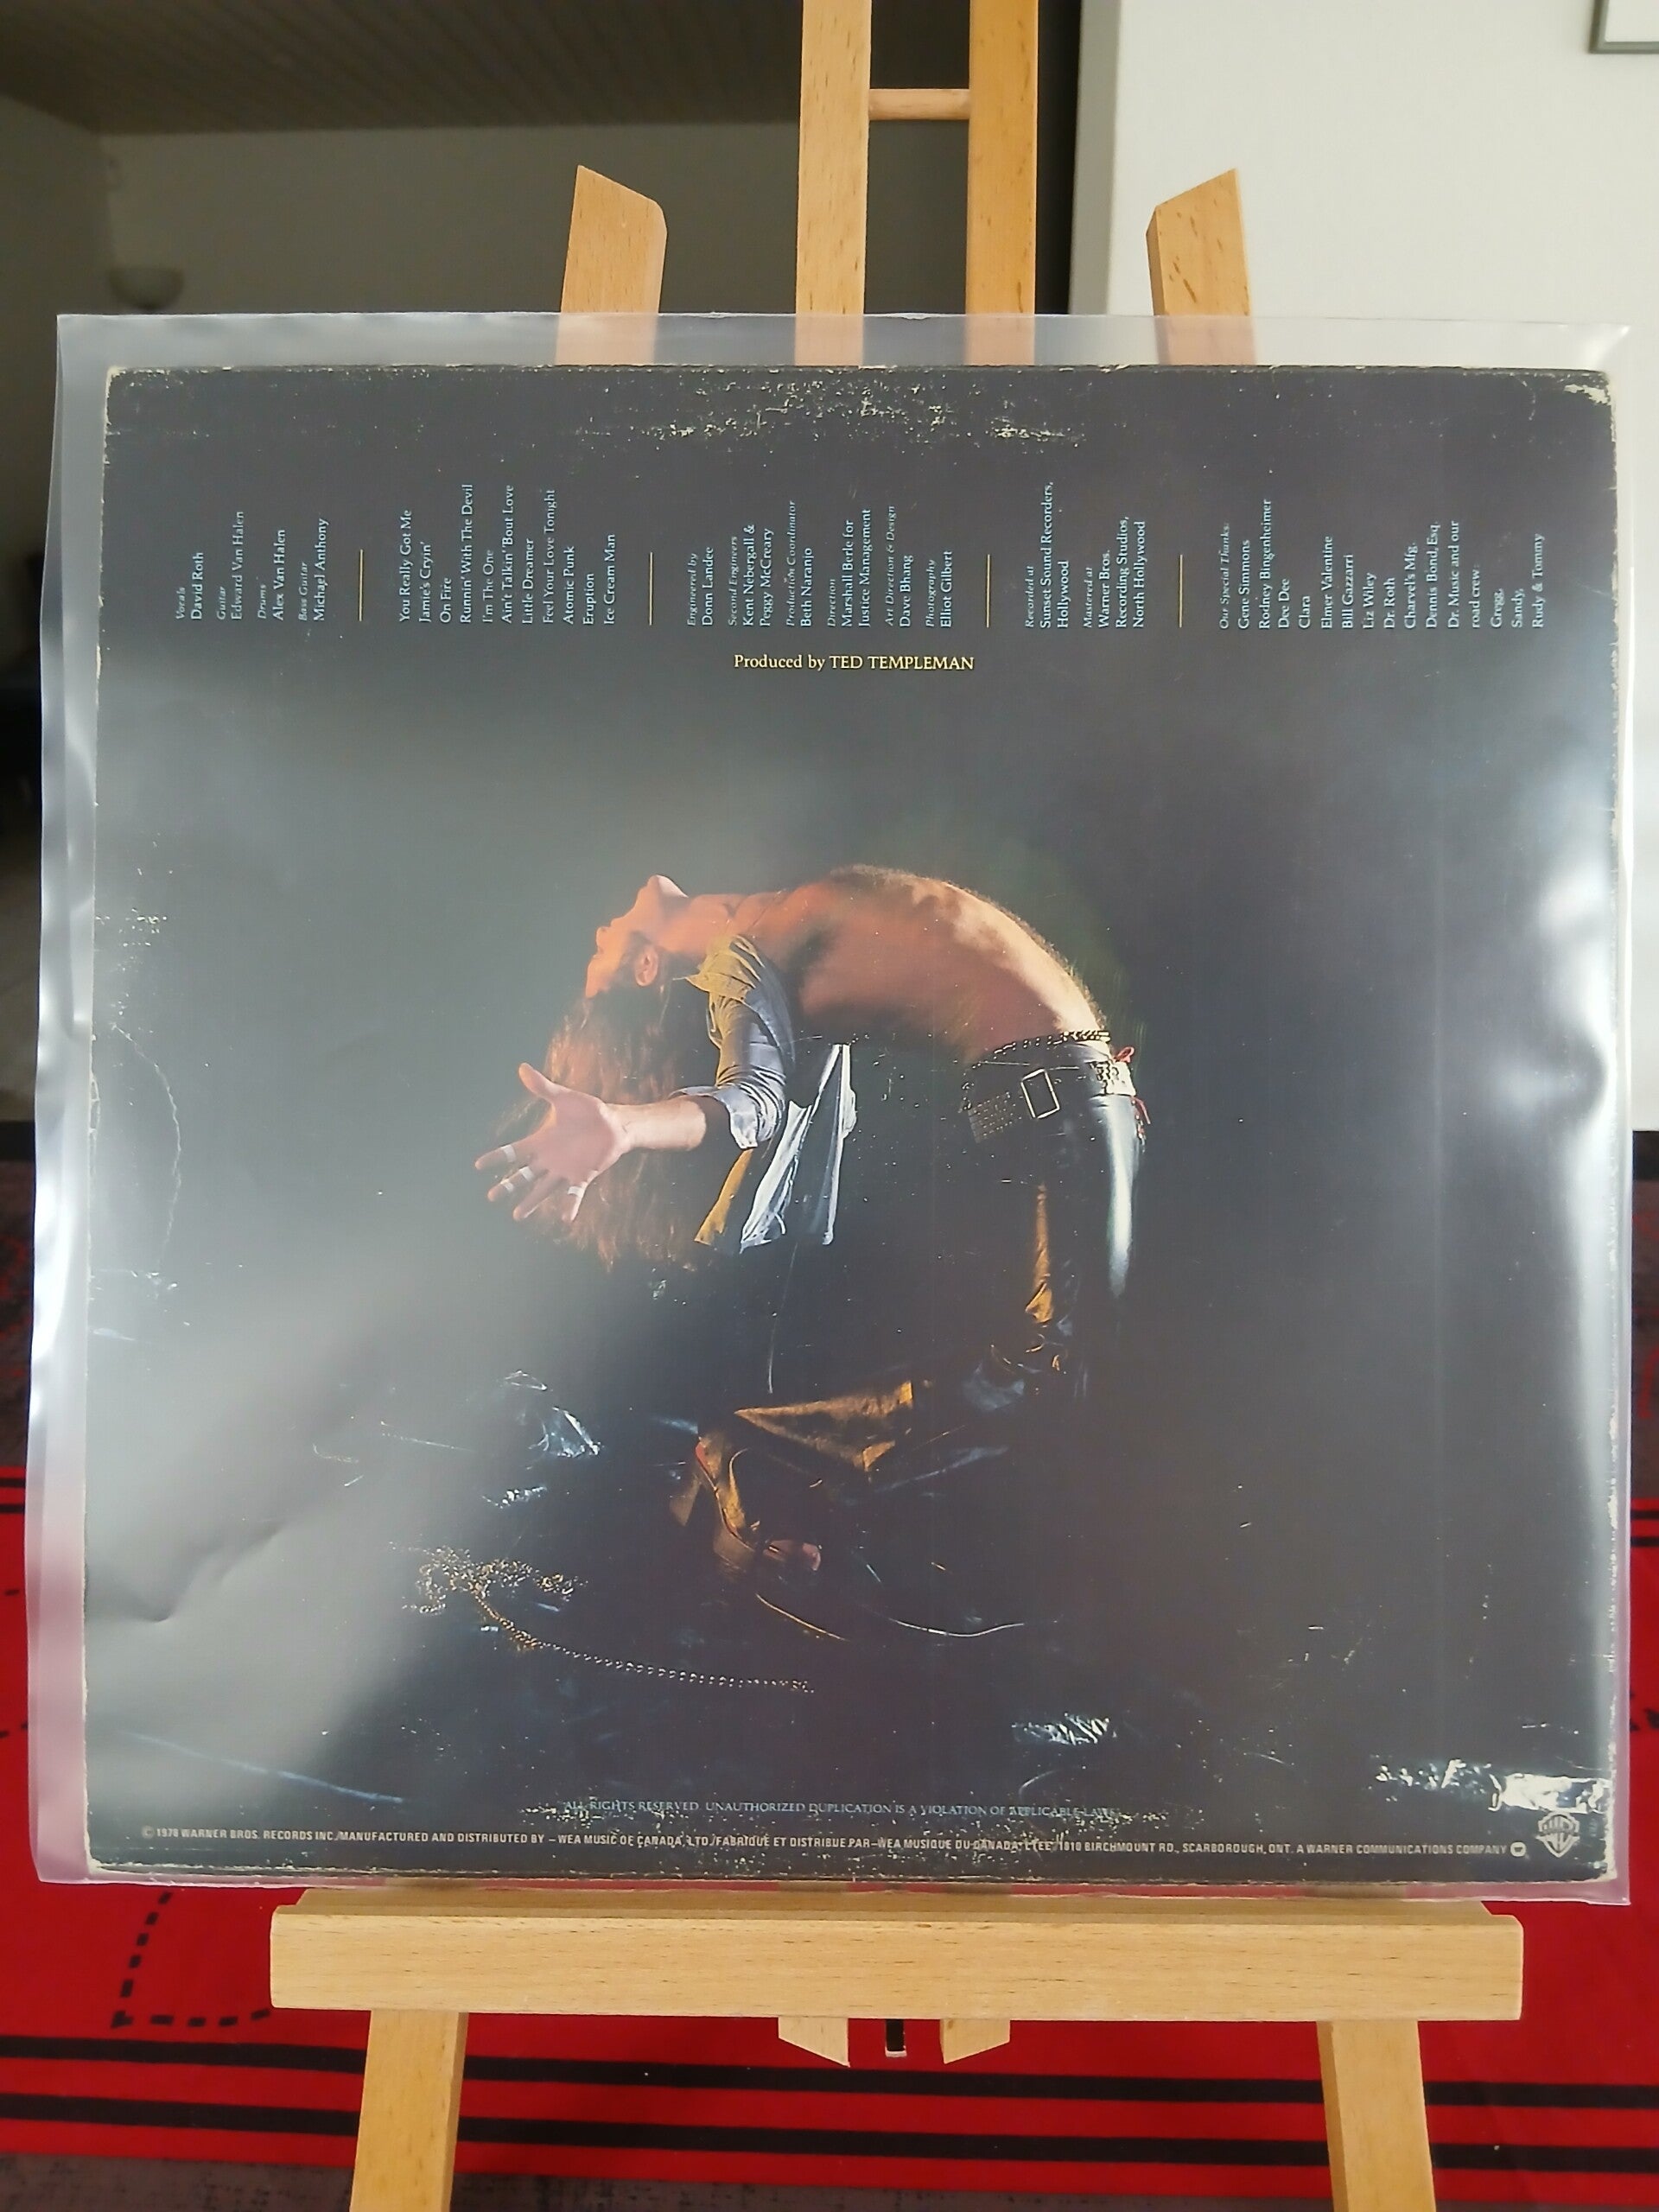 Vocals
David Roth
Guitar
Edward Van Halen
Drums
Alex Van Halen
Bass Guitar
Michael Anthony
You Really Got Me
Jamie's Cryin'
On Fire
Runnin' With The Devil
I'm The One
Ain't Talkin' 'Bout Love
Little Dreamer
Feel Your Love Tonight
Atomic Punk
Eruption
Ice Cream Man
Engineered by
Donn Landee
Second Engineers
Kent Nebergall &
Peggy McCreary
Production Coordinator
Beth Naranjo
Direction
Marshall Berle for
Justice Management
Art Direction & Design
Dave Bhang
Photography
Elliot Gilbert
Recorded at
Sunset Sound Recorders,
Hollywood
Mastered at
Warner Bros.
Recording Studios,
North Hollywood
Our Special Thanks:
Gene Simmons
Rodney Bingenheimer
Dee Dee
Clara
Elmer Valentine
Bill Gazzarri
Liz Wiley
Dr. Roth
Charvel's Mfg.
Dennis Bond, Esq.
Dr. Music and our
road crew:
Gregg,
Sandy,
Rudy & Tommy
Produced by TED TEMPLEMAN
ALL RIGHTS RESERVED. UNAUTHORIZED DUPLICATION IS A VIOLATION OF APPLICABLE LAWS.
© 1978 WARNER BROS. RECORDS INC./MANUFACTURED AND DISTRIBUTED BY – WEA MUSIC OF CANADA, LTD./FABRIQUÉ ET DISTRIBUÉ PAR – WEA MUSIQUE DU CANADA, LTÉE/1810 BIRCHMOUNT RD., SCARBOROUGH, ONT. A WARNER COMMUNICATIONS COMPANY